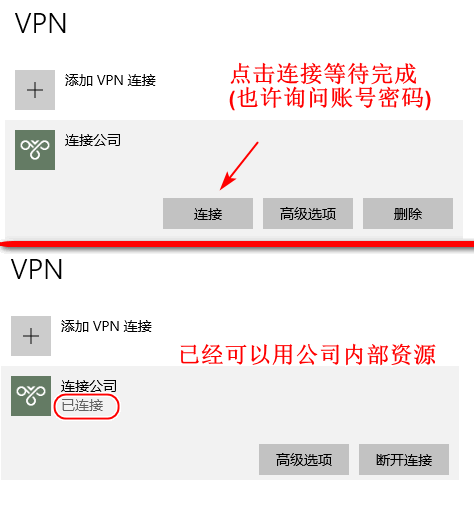 VPN
添加 VPN 连接
点击连接等待完成
(也许询问账号密码)
连接公司
连接
高级选项
删除
VPN
添加 VPN 连接
已经可以用公司内部资源
连接公司
已连接
高级选项
断开连接